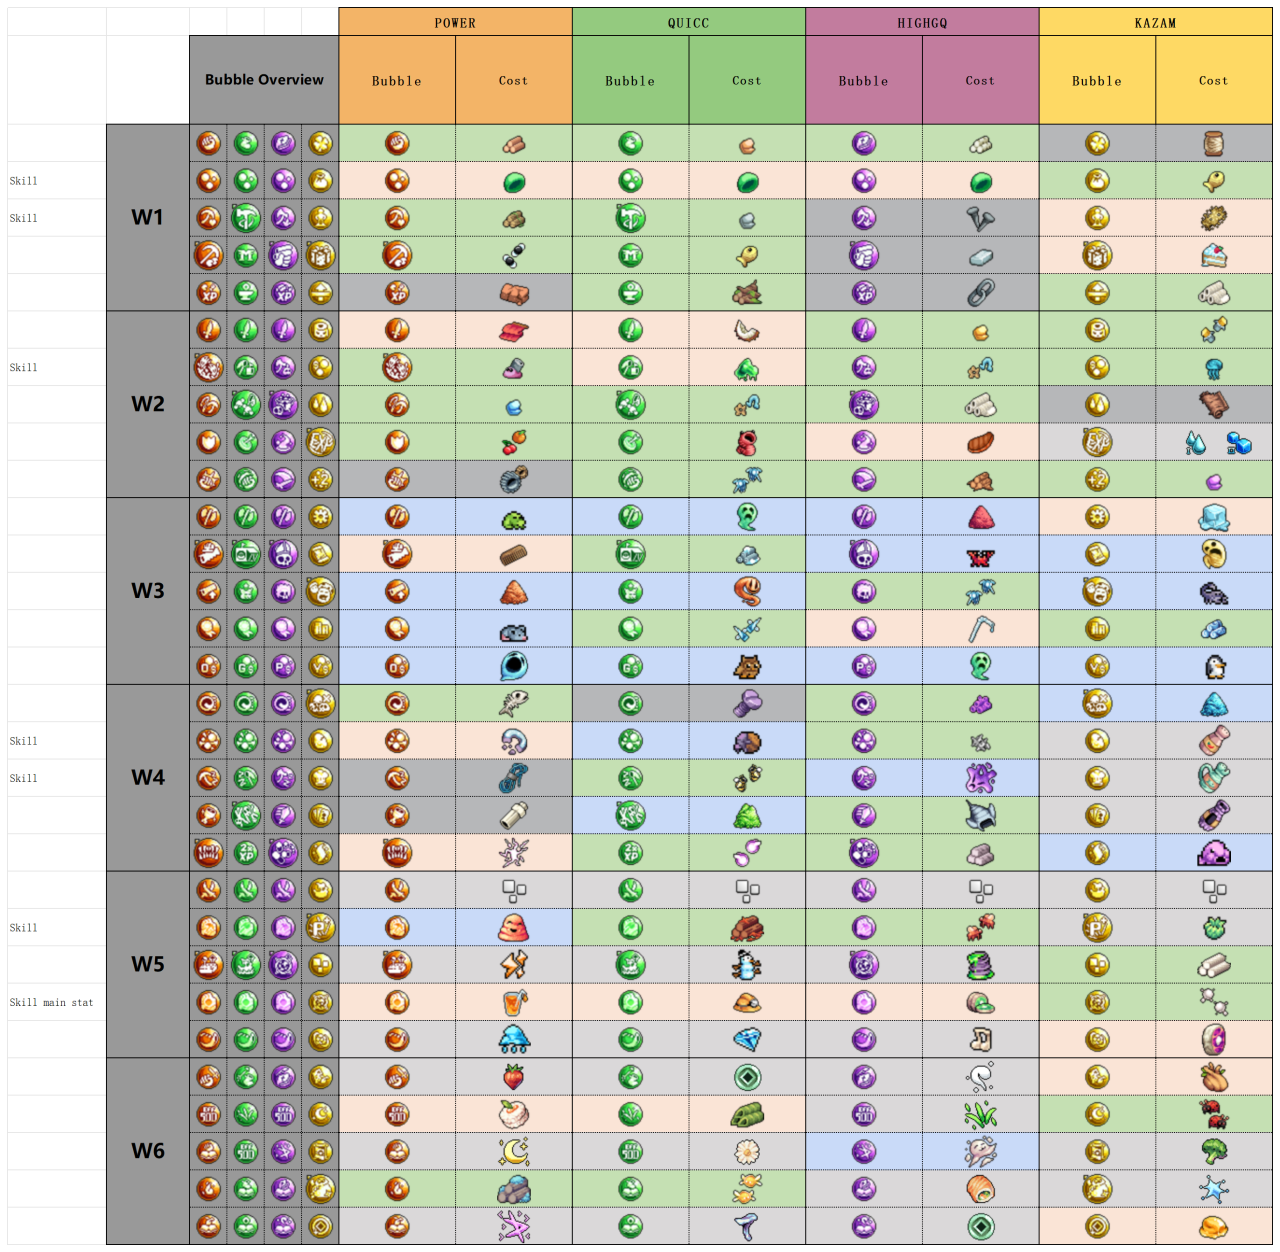 POWER QUICC HIGHGQ KAZAM
Bubble Overview Bubble Cost Bubble Cost Bubble Cost Bubble Cost
Skill
Skill
W1
Skill
W2
W3
Skill
Skill
W4
Skill
W5
Skill main stat
W6